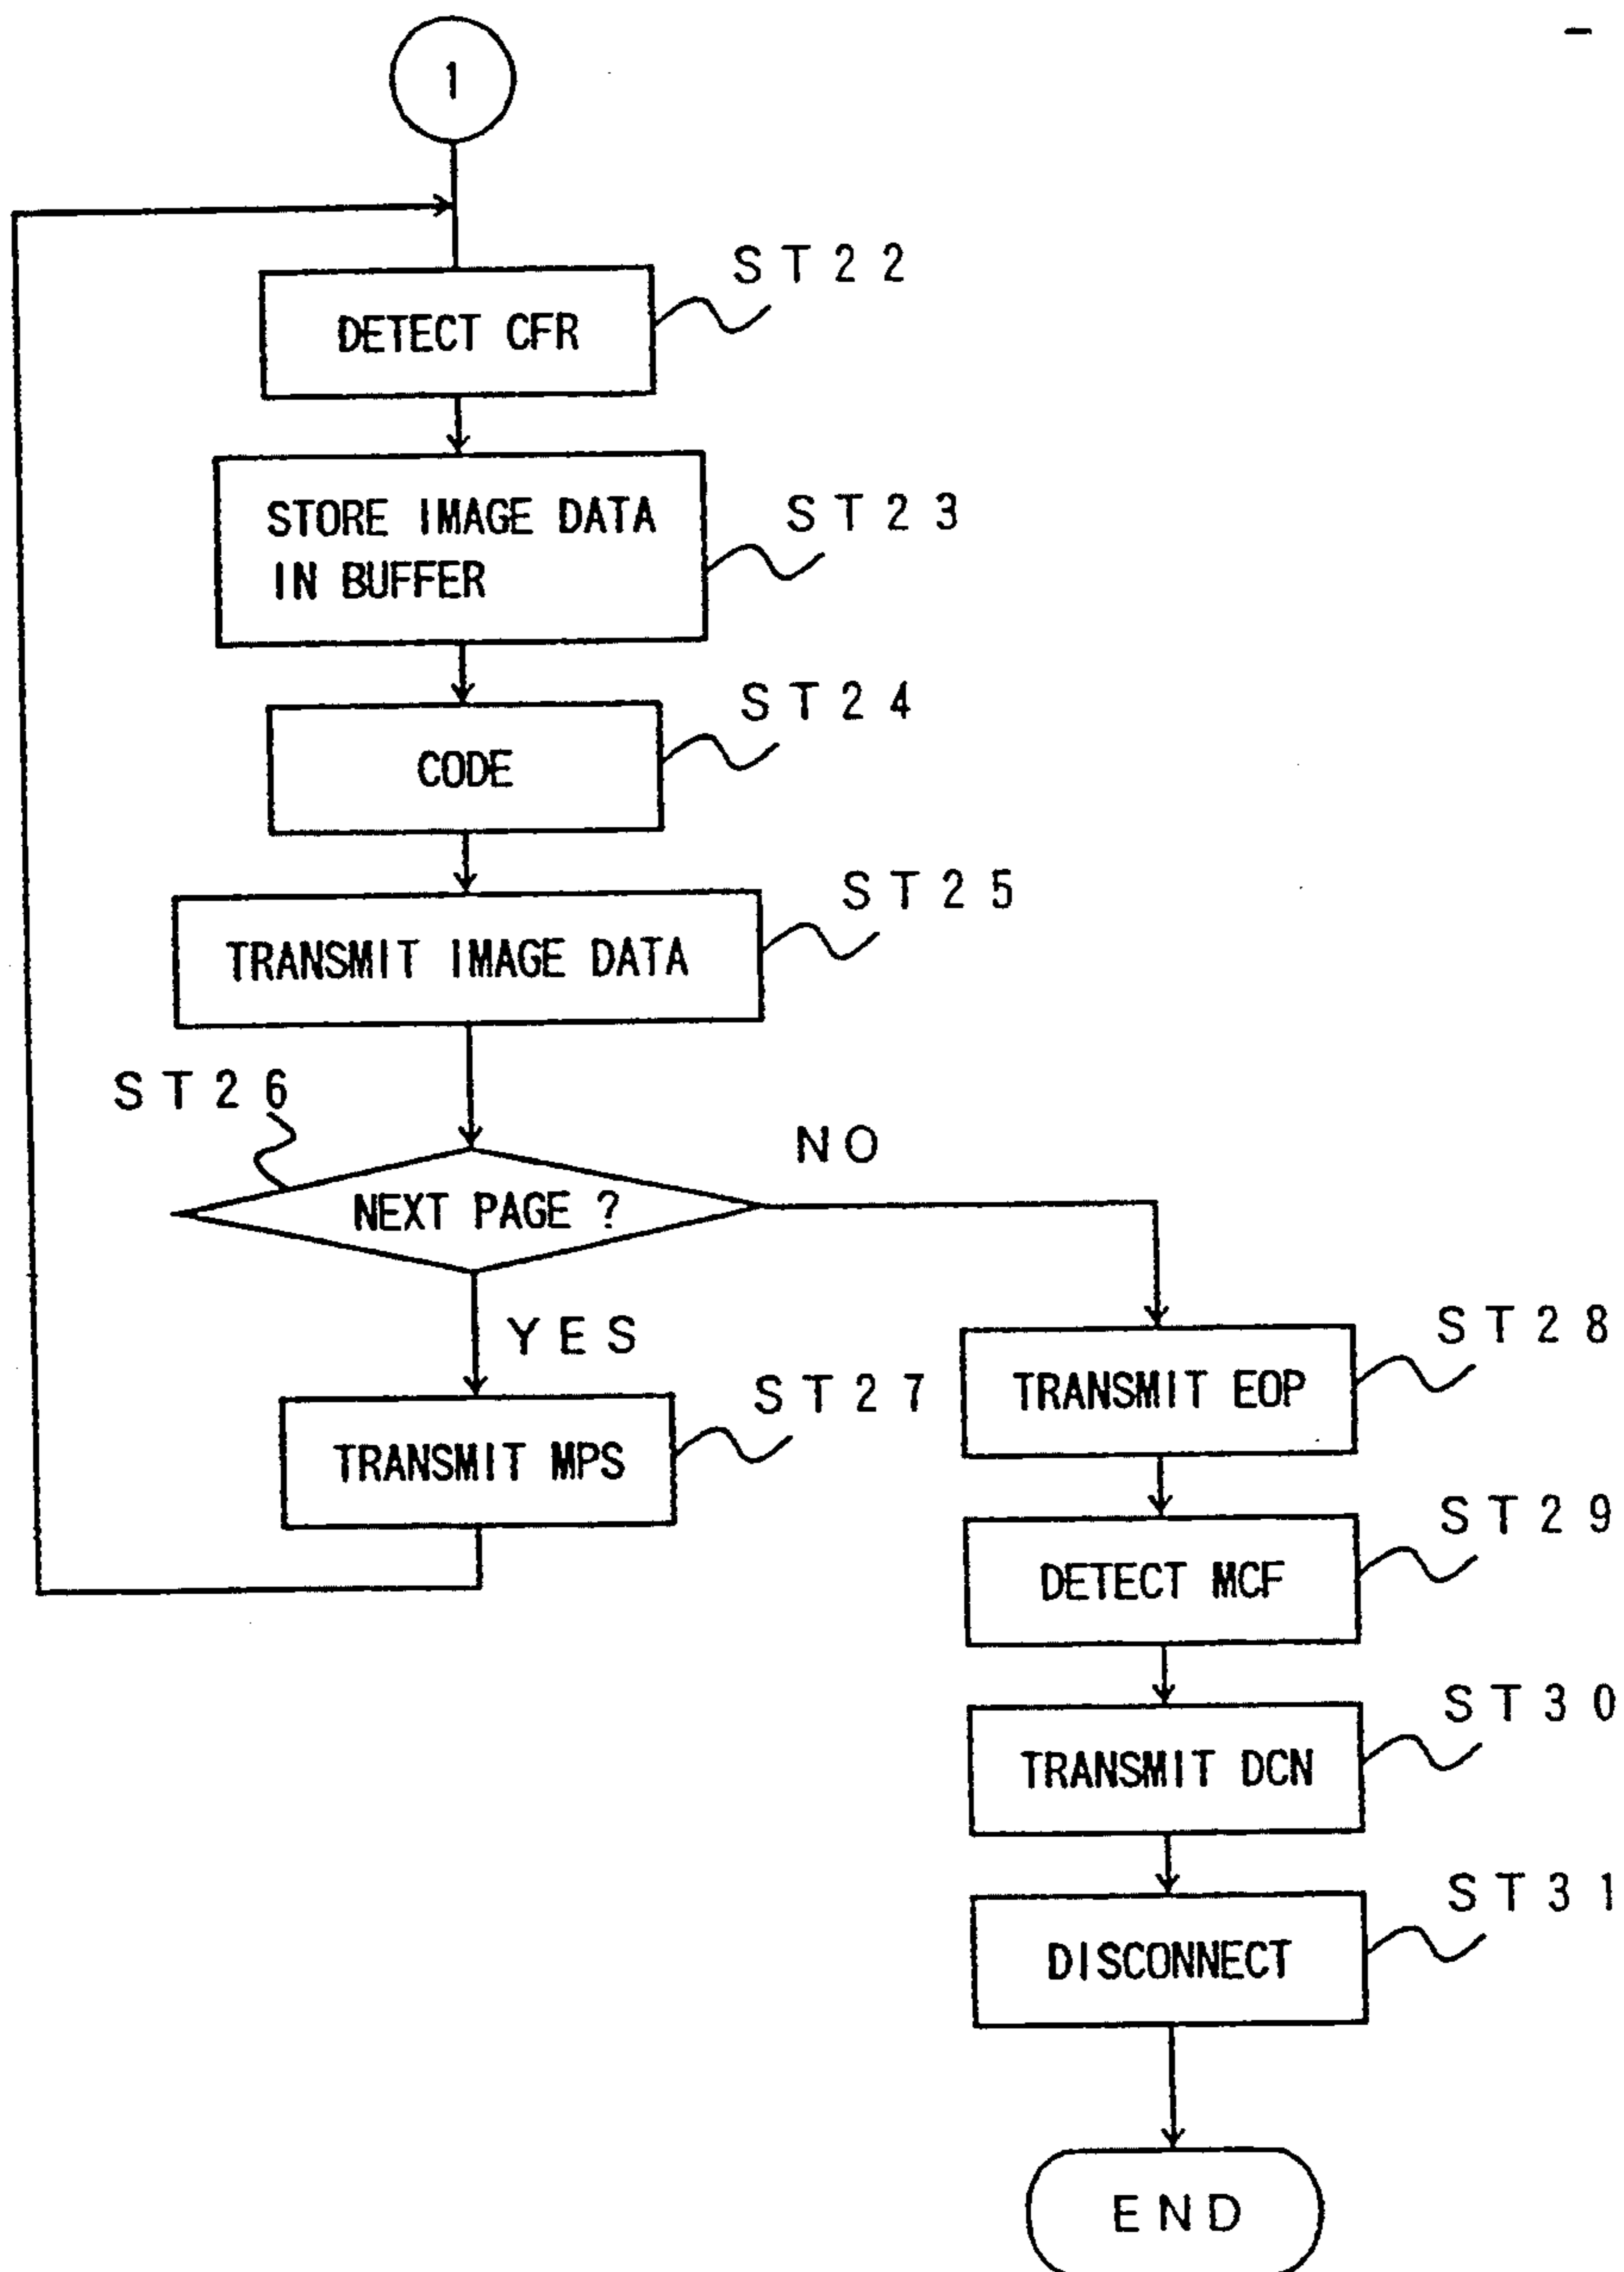 1
ST22
DETECT CFR
ST23
STORE IMAGE DATA
IN BUFFER
ST24
CODE
ST25
TRANSMIT IMAGE DATA
ST26
NO
NEXT PAGE ?
YES
ST27
TRANSMIT MPS
ST28
TRANSMIT EOP
ST29
DETECT MCF
ST30
TRANSMIT DCN
ST31
DISCONNECT
END